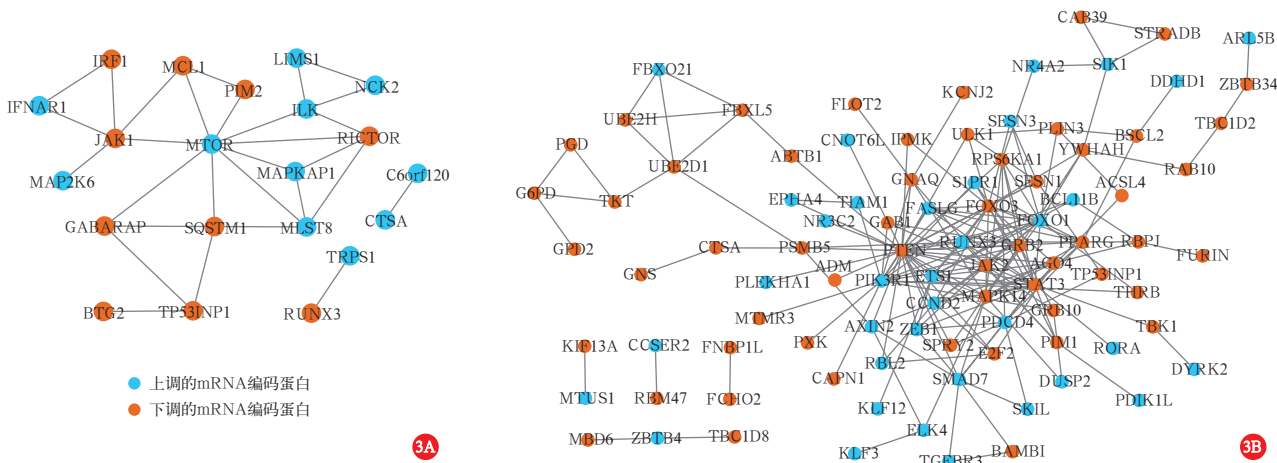 IRF1
MCL1
LIMS1
PIM2
NCK2
IFNAR1
ILK
JAK1
MTOR
RICTOR
MAP2K6
MAPKAP1
C6orf120
CTSA
GABARAP
SQSTM1
MLST8
TRPS1
BTG2
TP53INP1
RUNX3
上调的mRNA编码蛋白
下调的mRNA编码蛋白
3A
CAB39
STRADB
ARL5B
FBXO21
NR4A2
SIK1
DDHD1
ZBTB34
KCNJ2
FLOT2
UBE2H
FBXL5
SESN3
TBC1D2
PGD
CNOT6L
IPMK
ULK1
PLIN3
BSCL2
ABTB1
RPS6KA1
YWHAH
UBE2D1
RAB10
GNAQ
S1PR1
SESN1
ACSL4
G6PD
TKT
EPHA4
TIAM1
FASLG
FOXO3
BCL11B
NR3C2
GAB1
FOXO1
GPD2
CTSA
PSMB5
PTEN
RUNX3
GRB2
PPARG
RBPJ
FURIN
GNS
ADM
JAK2
AGO4
PLEKHA1
PIK3R1
ETS1
STAT3
TP53INP1
THRB
CCND2
MAPK14
GRB10
MTMR3
AXIN2
ZEB1
PDCD4
TBK1
PXK
SPRY2
E2F2
PIM1
RORA
KIF13A
CCSER2
FNBP1L
RBL2
DYRK2
CAPN1
SMAD7
DUSP2
MTUS1
RBM47
FCHO2
KLF12
SKIL
PDIK1L
MBD6
ZBTB4
TBC1D8
ELK4
KLF3
BAMBI
TGFBR3
3B